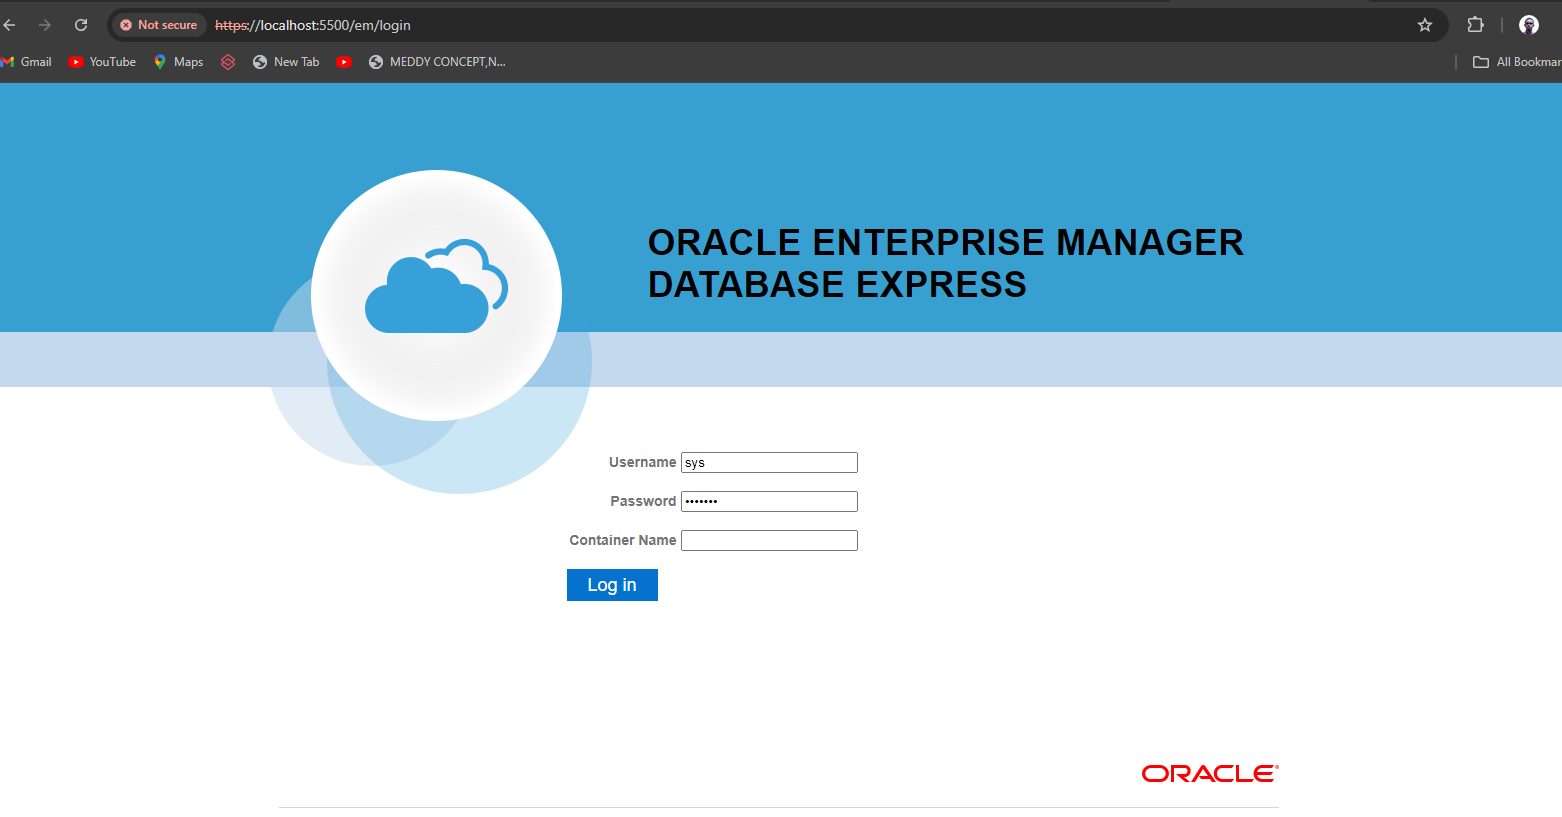 Not secure https://localhost:5500/em/login
Gmail YouTube Maps New Tab MEDDY CONCEPT,N... All Bookmar
ORACLE ENTERPRISE MANAGER
DATABASE EXPRESS
Username sys
Password •••••••
Container Name
Log in
ORACLE®